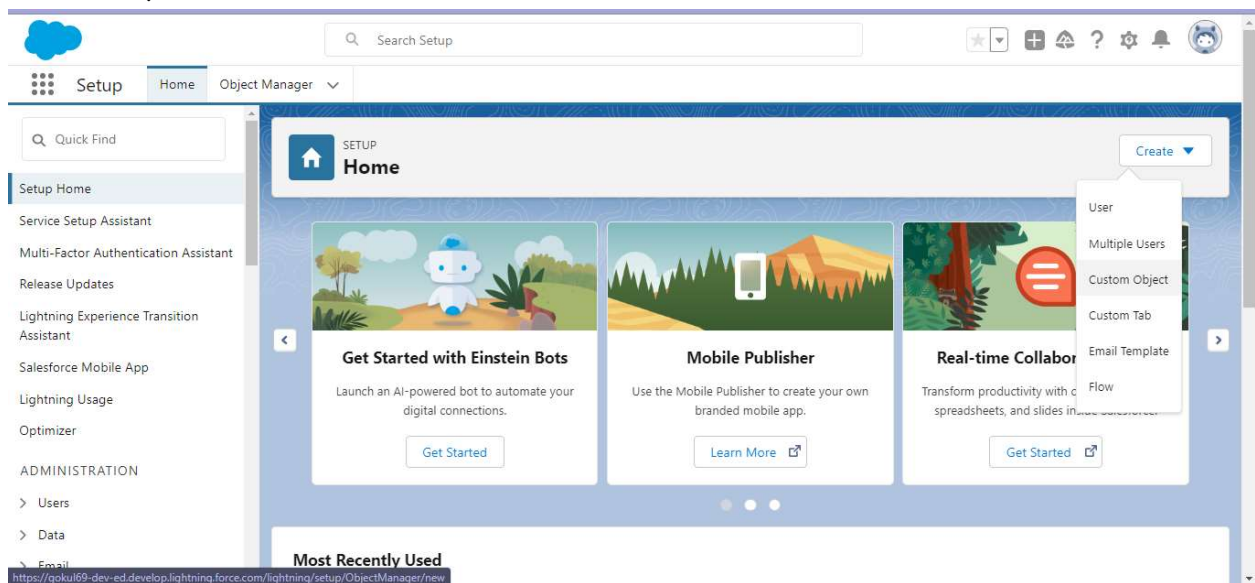 Search Setup
Setup
Home
Object Manager
Quick Find
Setup Home
Service Setup Assistant
Multi-Factor Authentication Assistant
Release Updates
Lightning Experience Transition
Assistant
Salesforce Mobile App
Lightning Usage
Optimizer
ADMINISTRATION
Users
Data
Email
SETUP
Home
Create
User
Multiple Users
Custom Object
Custom Tab
Email Template
Flow
Get Started with Einstein Bots
Launch an AI-powered bot to automate your
digital connections.
Get Started
Mobile Publisher
Use the Mobile Publisher to create your own
branded mobile app.
Learn More
Real-time Collabor
Transform productivity with
spreadsheets, and slides
Get Started
Most Recently Used
https://gokul69-dev-ed.develop.lightning.force.com/lightning/setup/ObjectManager/new